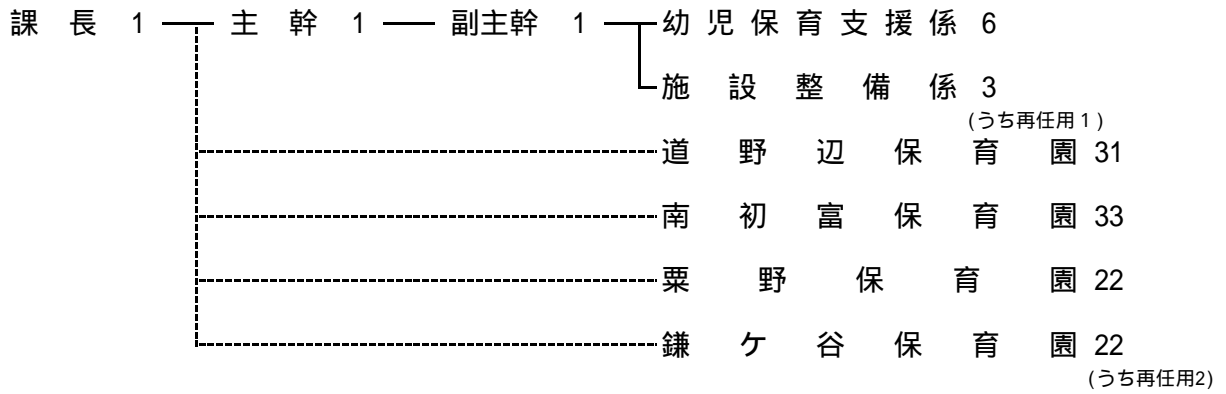 課長 1 主幹 1 副主幹 1 幼児保育支援係 6
施設整備係 3
(うち再任用1)
道野辺保育園 31
南初富保育園 33
粟野保育園 22
鎌ケ谷保育園 22
(うち再任用2)